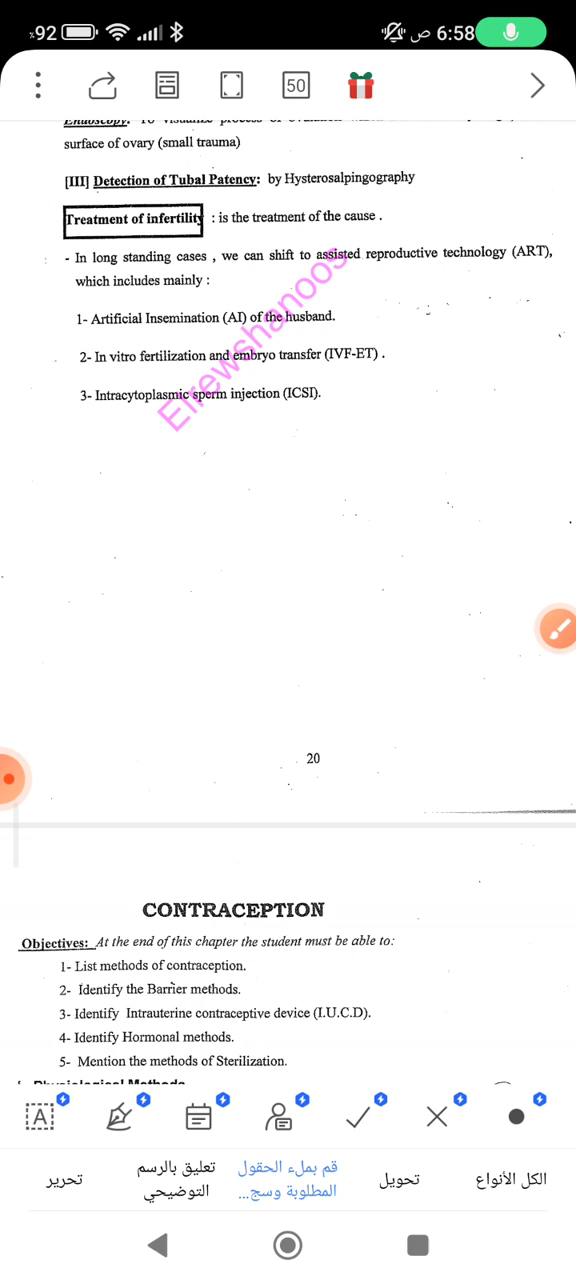 92%
6:58 ص
50
Endoscopy:
surface of ovary (small trauma)
[III] Detection of Tubal Patency: by Hysterosalpingography
Treatment of infertility : is the treatment of the cause .
- In long standing cases , we can shift to assisted reproductive technology (ART),
which includes mainly :
1- Artificial Insemination (AI) of the husband.
2- In vitro fertilization and embryo transfer (IVF-ET) .
3- Intracytoplasmic sperm injection (ICSI).
Elrewshanoos
20
CONTRACEPTION
Objectives: At the end of this chapter the student must be able to:
1- List methods of contraception.
2- Identify the Barrier methods.
3- Identify Intrauterine contraceptive device (I.U.C.D).
4- Identify Hormonal methods.
5- Mention the methods of Sterilization.
A
الكل الأنواع
تحويل
قم بملء الحقول
المطلوبة وسج...
تعليق بالرسم
التوضيحي
تحرير